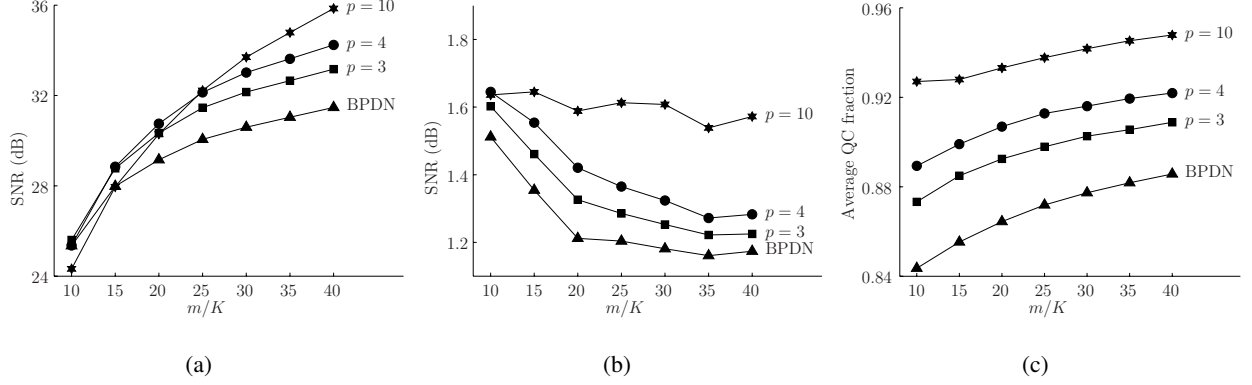 36
32
28
24
SNR (dB)
p = 10
p = 4
p = 3
BPDN
10 15 20 25 30 35 40
m/K
(a)
1.8
1.6
1.4
1.2
SNR (dB)
p = 10
p = 4
p = 3
BPDN
10 15 20 25 30 35 40
m/K
(b)
0.96
0.92
0.88
0.84
Average QC fraction
p = 10
p = 4
p = 3
BPDN
10 15 20 25 30 35 40
m/K
(c)